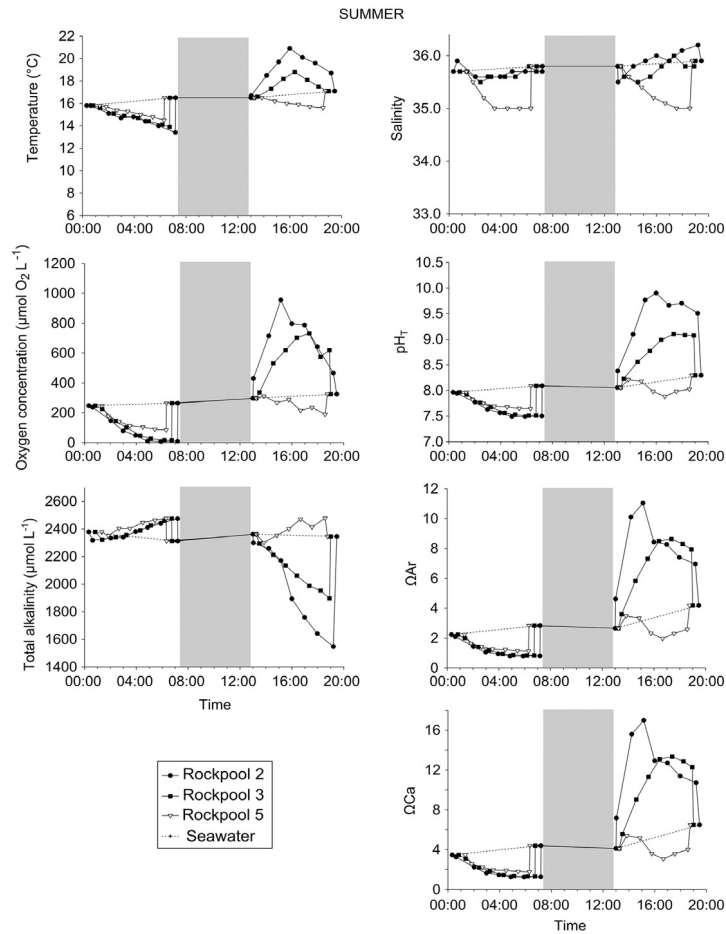 SUMMER
Temperature (°C)
22
20
18
16
14
12
10
8
6
00:00 04:00 08:00 12:00 16:00 20:00
Salinity
36.0
35.0
34.0
33.0
00:00 04:00 08:00 12:00 16:00 20:00
Oxygen concentration (µmol O2 L-1)
1200
1000
800
600
400
200
0
00:00 04:00 08:00 12:00 16:00 20:00
pHT
10.5
10.0
9.5
9.0
8.5
8.0
7.5
7.0
00:00 04:00 08:00 12:00 16:00 20:00
Total alkalinity (µmol L-1)
2600
2400
2200
2000
1800
1600
1400
00:00 04:00 08:00 12:00 16:00 20:00
Time
ΩAr
12
10
8
6
4
2
0
00:00 04:00 08:00 12:00 16:00 20:00
Rockpool 2
Rockpool 3
Rockpool 5
Seawater
ΩCa
16
12
8
4
0
00:00 04:00 08:00 12:00 16:00 20:00
Time